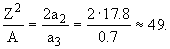 Z²/A = 2a₂/a₃ = 2·17.8/0.7 ≈ 49.